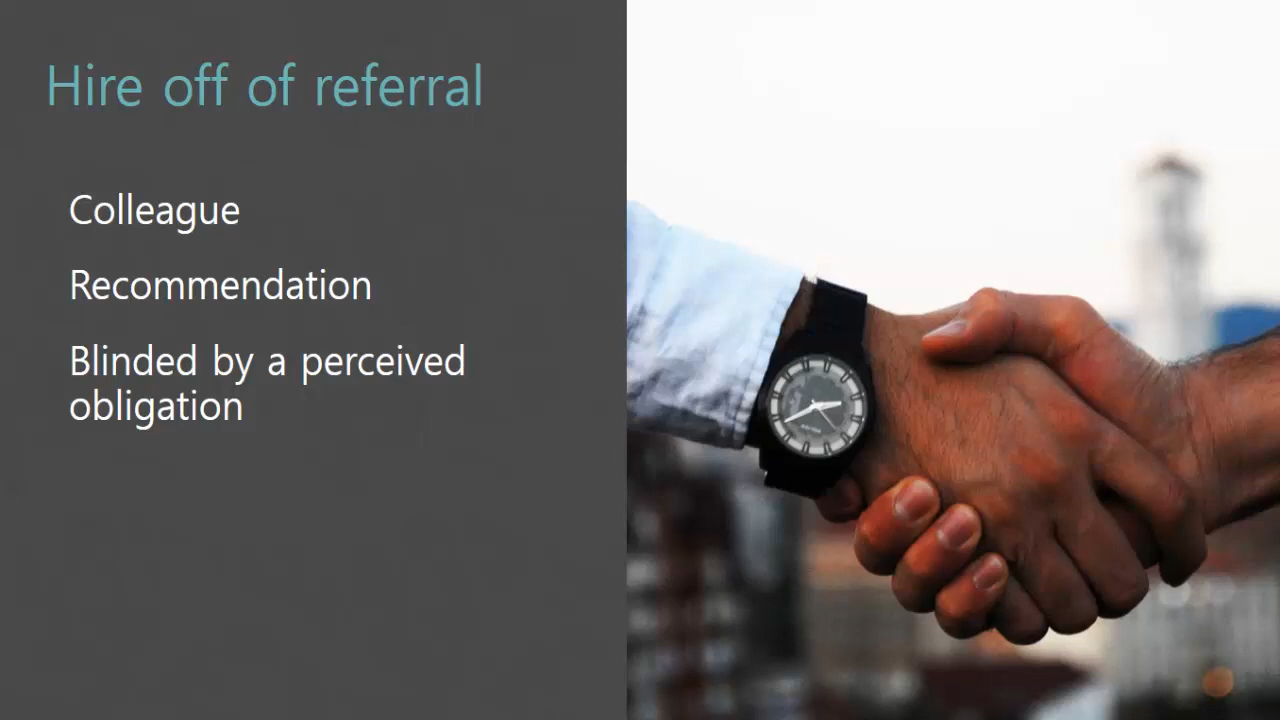 Hire off of referral
Colleague
Recommendation
Blinded by a perceived
obligation